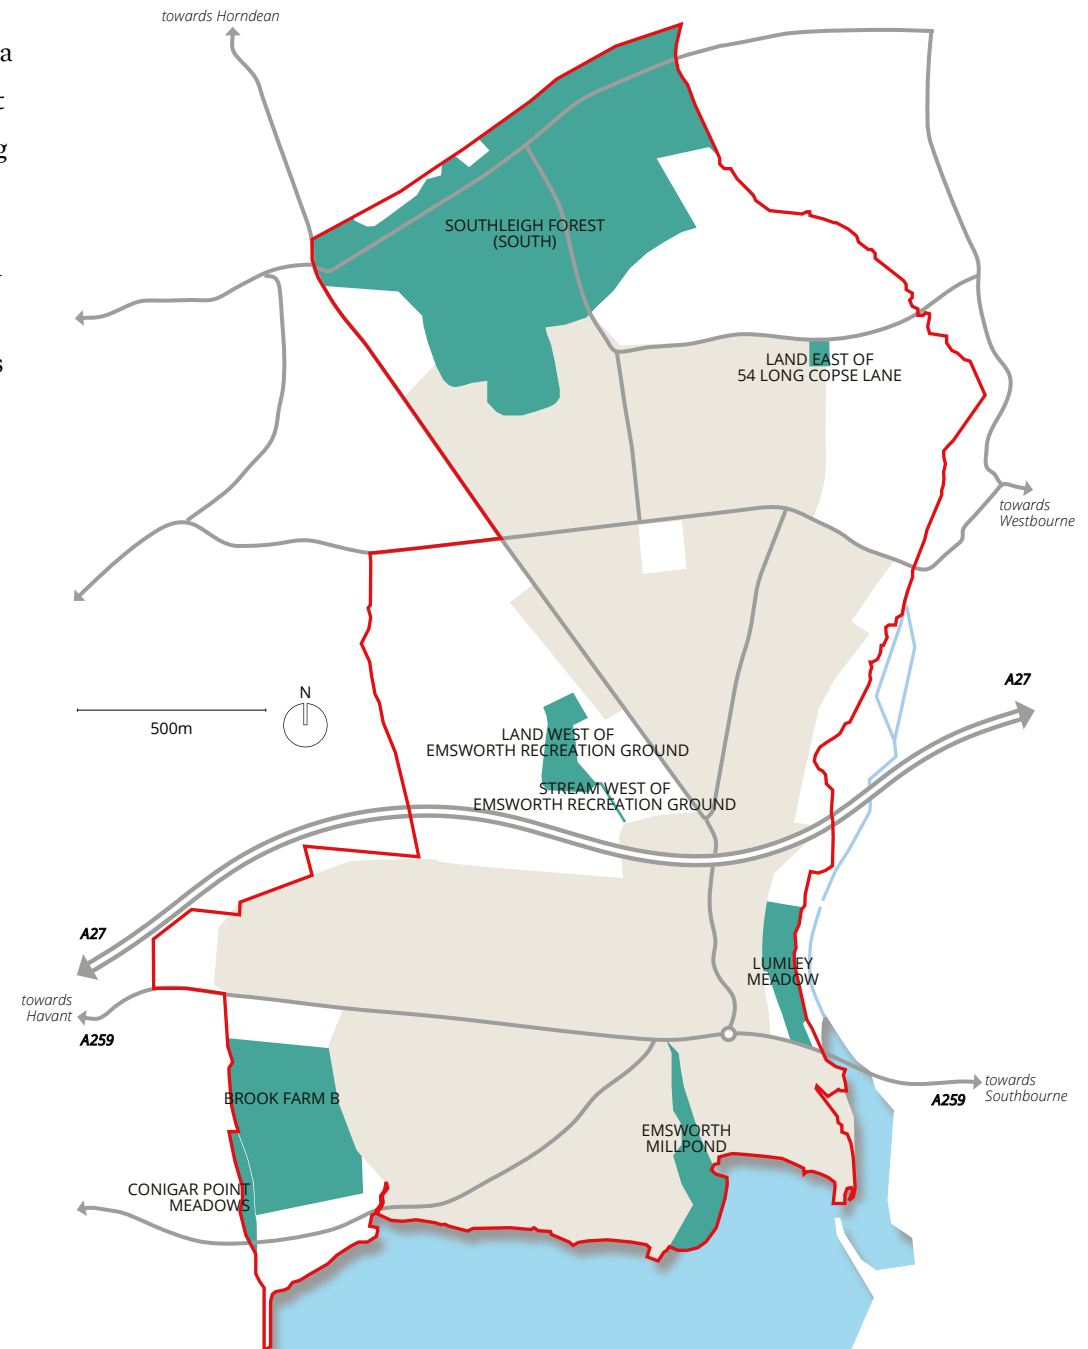 towards Horndean
a
t
g
s
SOUTHLEIGH FOREST
(SOUTH)
LAND EAST OF
54 LONG COPSE LANE
towards
Westbourne
N
500m
A27
LAND WEST OF
EMSWORTH RECREATION GROUND
STREAM WEST OF
EMSWORTH RECREATION GROUND
A27
LUMLEY
MEADOW
towards
Havant
A259
towards
Southbourne
A259
BROOK FARM B
EMSWORTH
MILLPOND
CONIGAR POINT
MEADOWS